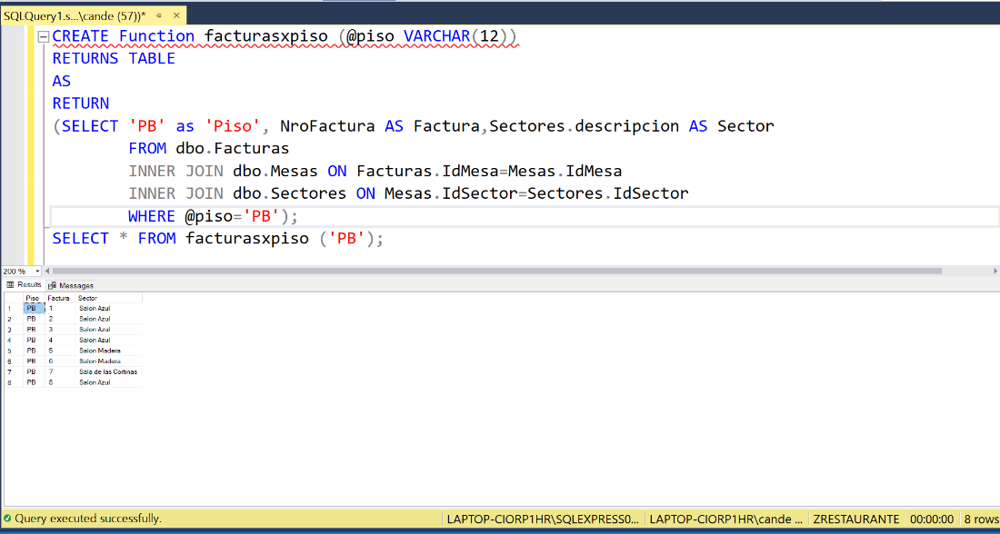 SQLQuery1.s...\cande (57))*
CREATE Function facturasxpiso (@piso VARCHAR(12))
RETURNS TABLE
AS
RETURN
(SELECT 'PB' as 'Piso', NroFactura AS Factura,Sectores.descripcion AS Sector
FROM dbo.Facturas
INNER JOIN dbo.Mesas ON Facturas.IdMesa=Mesas.IdMesa
INNER JOIN dbo.Sectores ON Mesas.IdSector=Sectores.IdSector
WHERE @piso='PB');
SELECT * FROM facturasxpiso ('PB');
200 %
Results Messages
Piso Factura Sector
1 PB 1 Salon Azul
2 PB 2 Salon Azul
3 PB 3 Salon Azul
4 PB 4 Salon Azul
5 PB 5 Salon Madera
6 PB 6 Salon Madera
7 PB 7 Sala de las Cortinas
8 PB 8 Salon Azul
Query executed successfully. LAPTOP-CIORP1HR\SQLEXPRESS0... LAPTOP-CIORP1HR\cande ... ZRESTAURANTE 00:00:00 8 rows